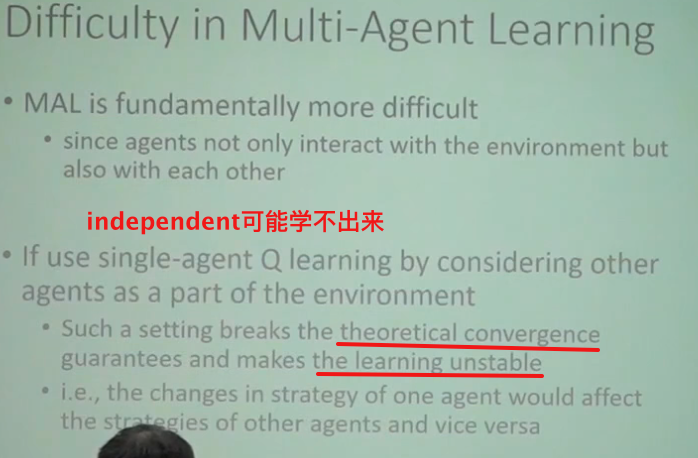 Difficulty in Multi-Agent Learning
• MAL is fundamentally more difficult
• since agents not only interact with the environment but
also with each other
independent可能学不出来
• If use single-agent Q learning by considering other
agents as a part of the environment
• Such a setting breaks the theoretical convergence
guarantees and makes the learning unstable
• i.e., the changes in strategy of one agent would affect
the strategies of other agents and vice versa